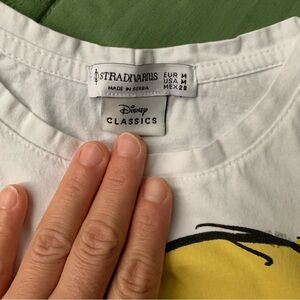 STRADIVARIUS
MADE IN SERBIA
EUR M
USA M
MEX 28
Disney
CLASSICS